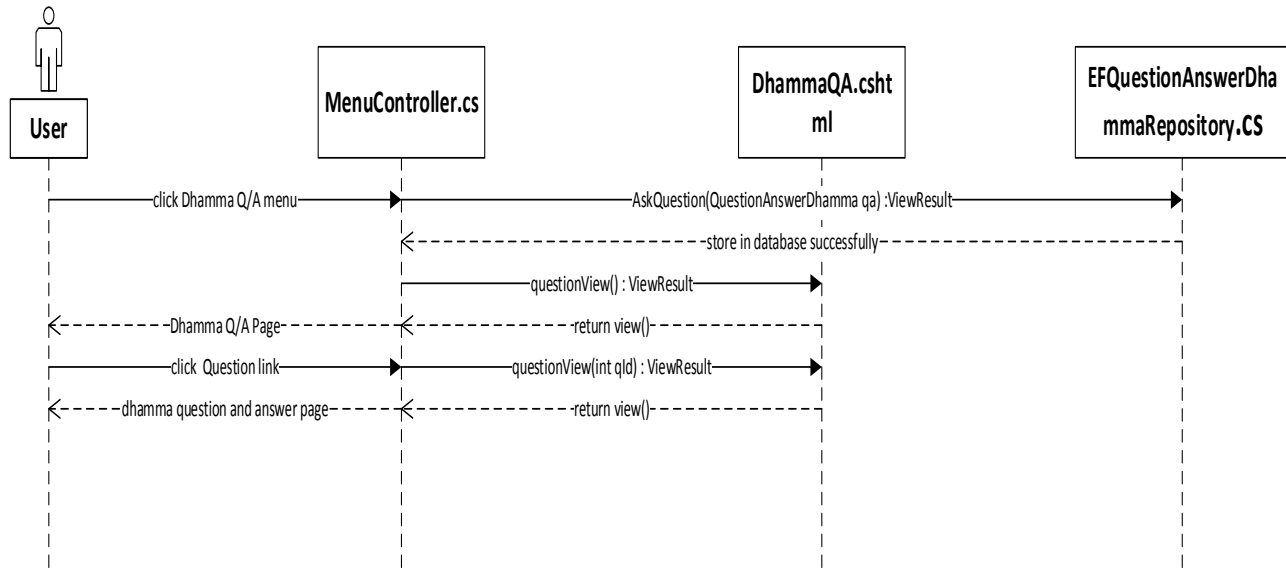 User
MenuController.cs
DhammaQA.csht
ml
EFQuestionAnswerDha
mmaRepository.CS
click Dhamma Q/A menu
AskQuestion(QuestionAnswerDhamma qa) :ViewResult
store in database successfully
questionView() : ViewResult
Dhamma Q/A Page
return view()
click Question link
questionView(int qId) : ViewResult
dhamma question and answer page
return view()